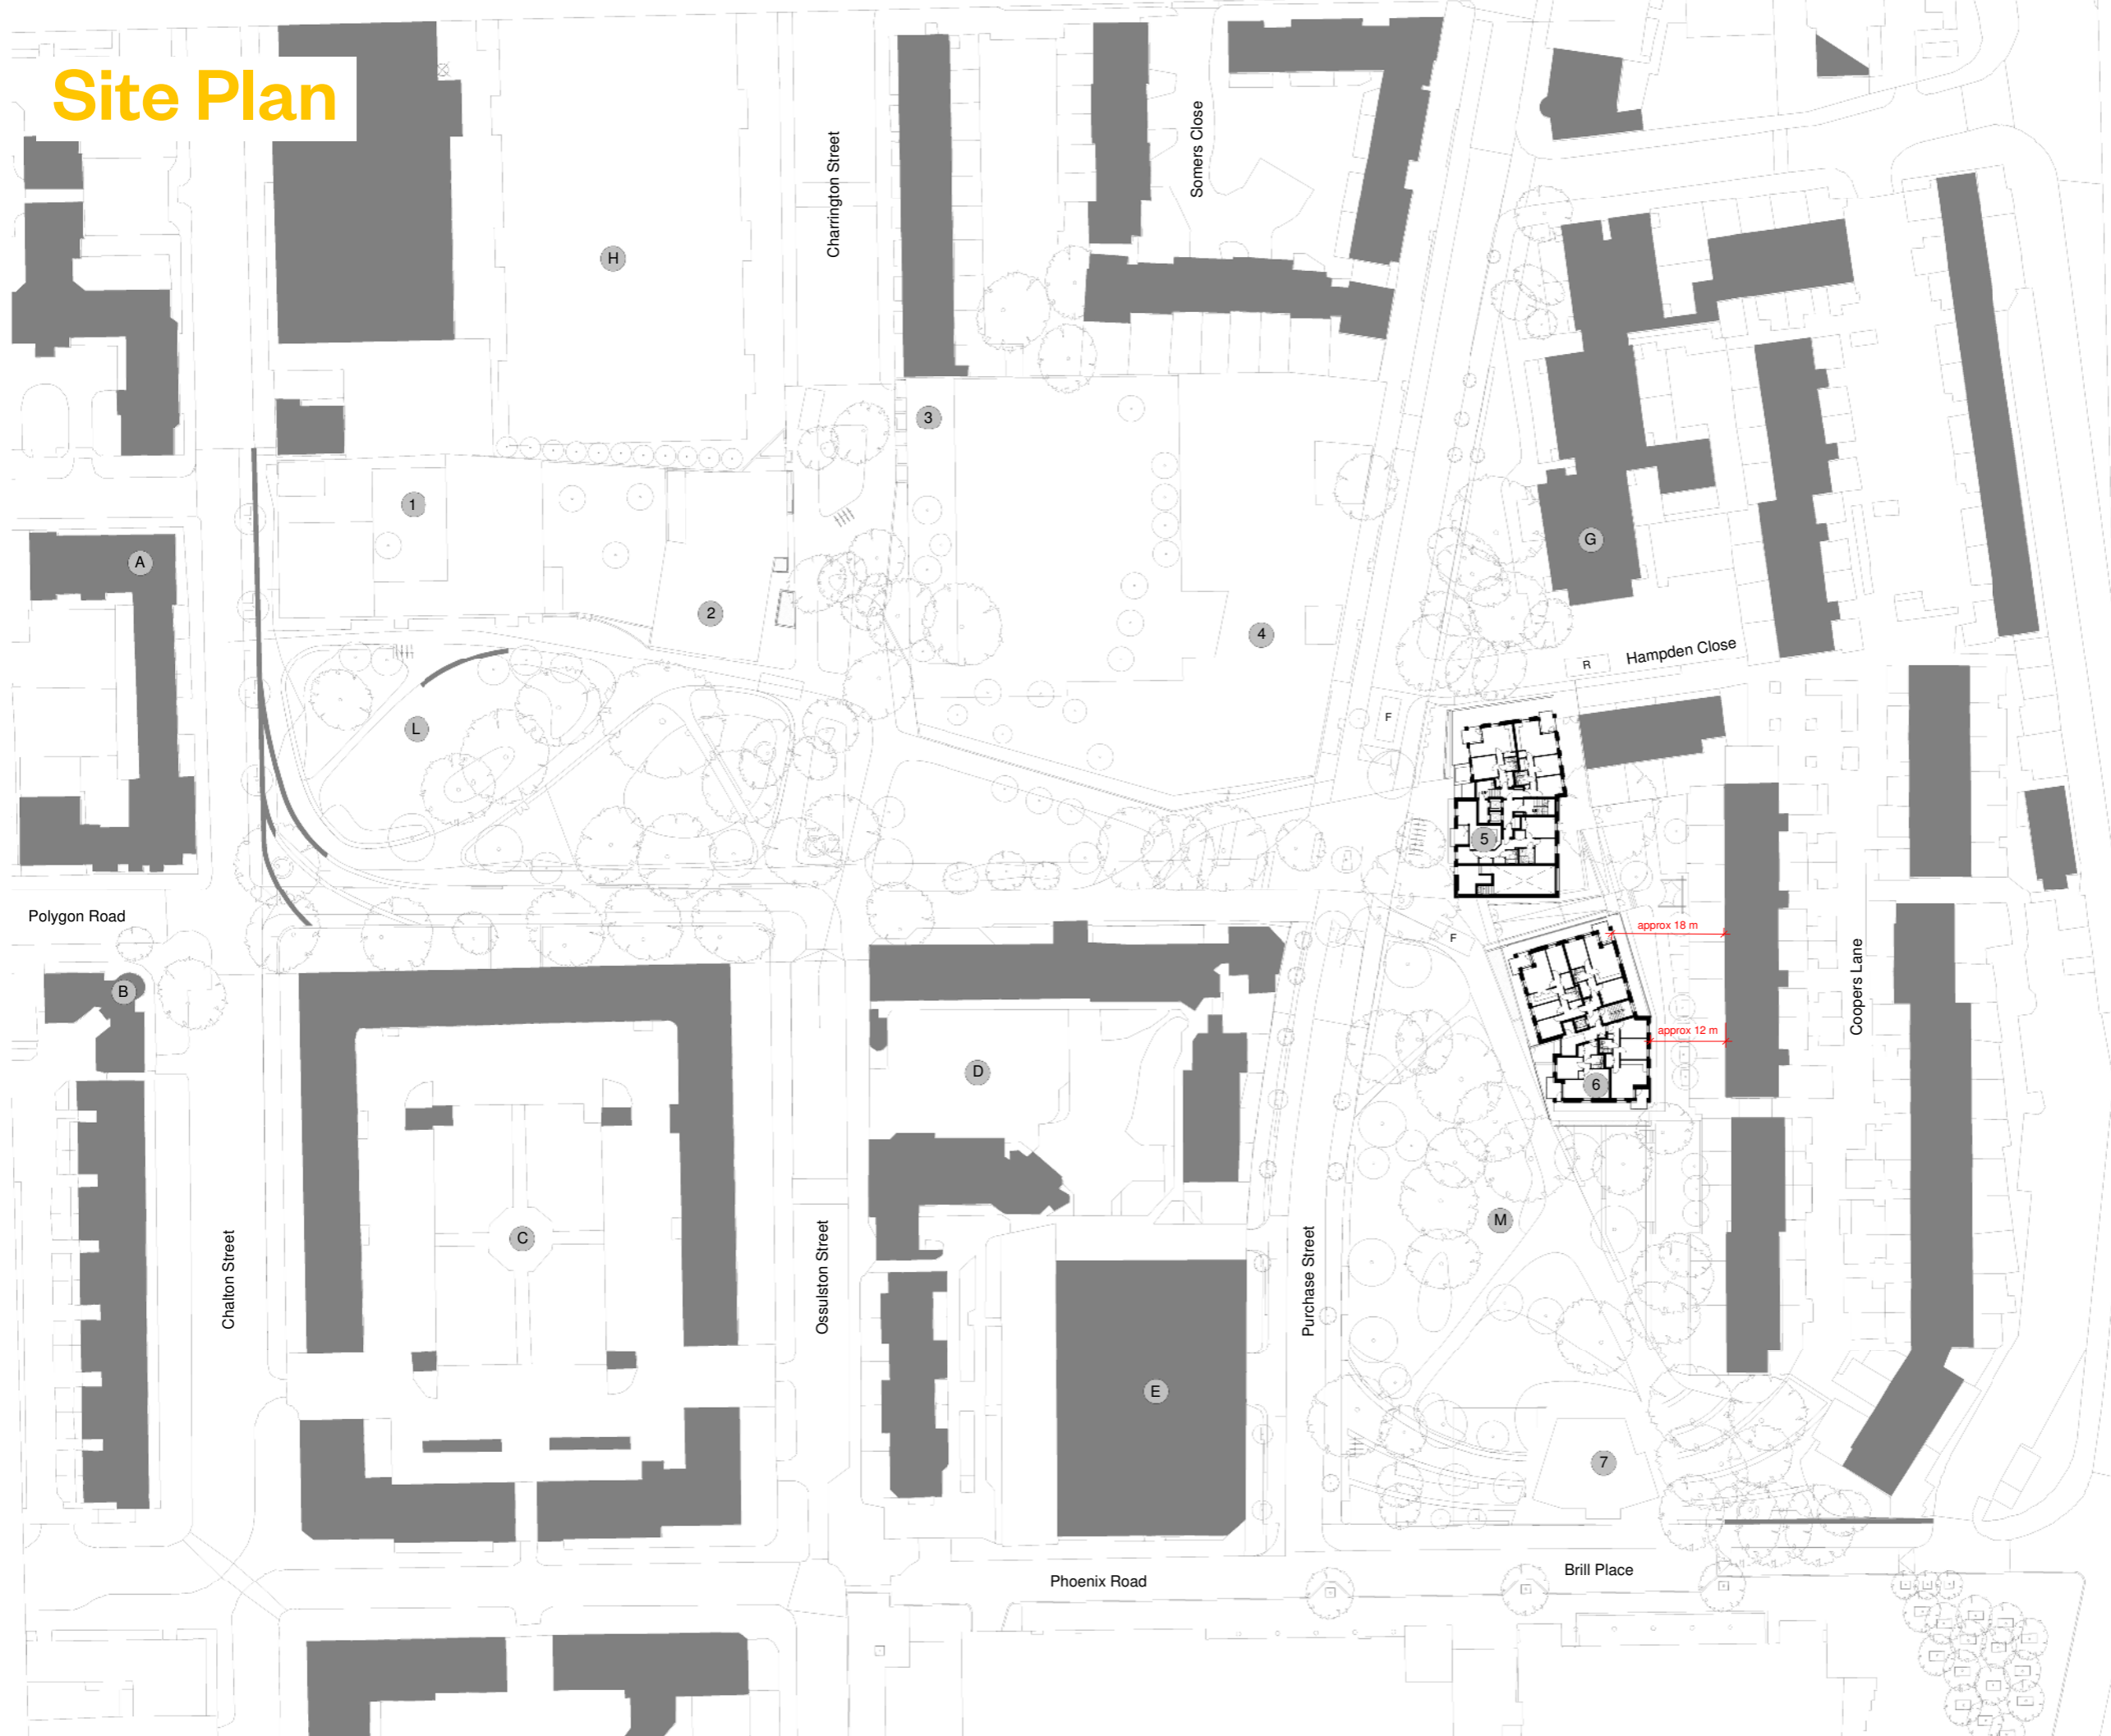 Site Plan
Charrington Street
Somers Close
H
3
1
A
G
2
4
Hampden Close
R
F
L
5
Polygon Road
approx 18 m
F
Coopers Lane
B
approx 12 m
D
6
M
C
Chalton Street
Ossulston Street
Purchase Street
E
7
Brill Place
Phoenix Road